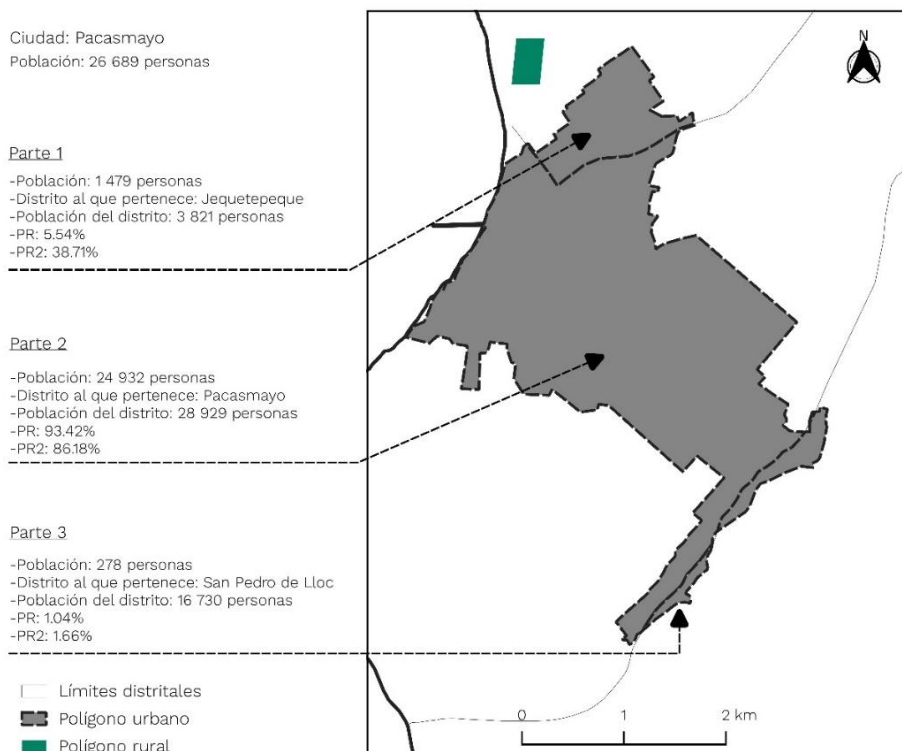 Ciudad: Pacasmayo
Población: 26 689 personas
N
Parte 1
-Población: 1 479 personas
-Distrito al que pertenece: Jequetepeque
-Población del distrito: 3 821 personas
-PR: 5.54%
-PR2: 38.71%
Parte 2
-Población: 24 932 personas
-Distrito al que pertenece: Pacasmayo
-Población del distrito: 28 929 personas
-PR: 93.42%
-PR2: 86.18%
Parte 3
-Población: 278 personas
-Distrito al que pertenece: San Pedro de Lloc
-Población del distrito: 16 730 personas
-PR: 1.04%
-PR2: 1.66%
Límites distritales
Polígono urbano
Polígono rural
0 1 2 km